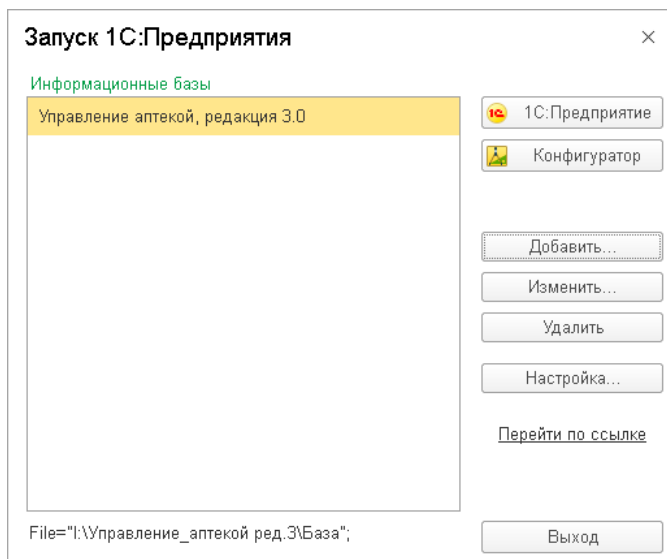 Запуск 1С:Предприятия
Информационные базы
Управление аптекой, редакция 3.0
1С:Предприятие
Конфигуратор
Добавить...
Изменить...
Удалить
Настройка...
Перейти по ссылке
File="I:\Управление_аптекой ред.3\База";
Выход